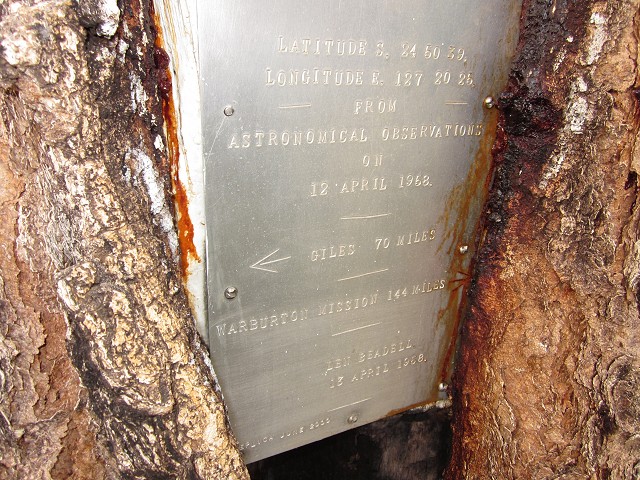 LATITUDE S. 24 50 39.
LONGITUDE E. 127 20 25.
FROM
ASTRONOMICAL OBSERVATIONS
ON
12 APRIL 1968.
GILES 70 MILES
WARBURTON MISSION 144 MILES
LEN BEADELL
13 APRIL 1968.
JUNE